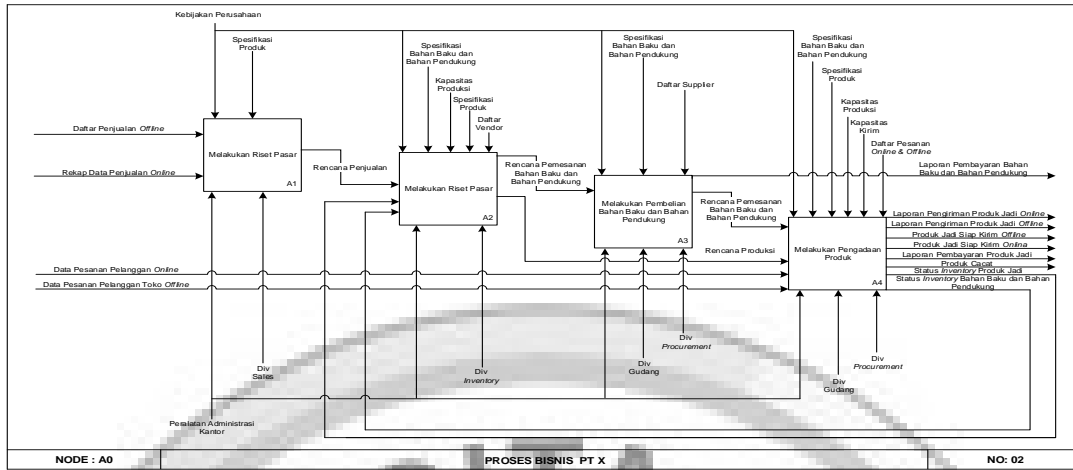 Kebijakan Perusahaan
Spesifikasi
Produk
Spesifikasi
Bahan Baku dan
Bahan Pendukung
Kapasitas
Produksi
Spesifikasi
Produk
Daftar
Vendor
Spesifikasi
Bahan Baku dan
Bahan Pendukung
Daftar Supplier
Spesifikasi
Bahan Baku dan
Bahan Pendukung
Spesifikasi
Produk
Kapasitas
Produksi
Kapasitas
Kirim
Daftar Pesanan
Online & Offline
Daftar Penjualan Offline
Rekap Data Penjualan Online
Melakukan Riset Pasar
A1
Rencana Penjualan
Melakukan Riset Pasar
A2
Rencana Pemesanan
Bahan Baku dan
Bahan Pendukung
Melakukan Pembelian
Bahan Baku dan Bahan
Pendukung
A3
Rencana Pemesanan
Bahan Baku dan
Bahan Pendukung
Rencana Produksi
Melakukan Pengadaan
Produk
A4
Laporan Pembayaran Bahan
Baku dan Bahan Pendukung
Laporan Pengiriman Produk Jadi Online
Laporan Pengiriman Produk Jadi Offline
Produk Jadi Siap Kirim Offline
Produk Jadi Siap Kirim Online
Laporan Pembayaran Produk Jadi
Produk Cacat
Status Inventory Produk Jadi
Status Inventory Bahan Baku dan Bahan
Pendukung
Data Pesanan Pelanggan Online
Data Pesanan Pelanggan Toko Offline
Div
Sales
Div
Inventory
Div
Gudang
Div
Procurement
Div
Gudang
Div
Procurement
Peralatan Administrasi
Kantor
NODE : A0
PROSES BISNIS PT X
NO: 02